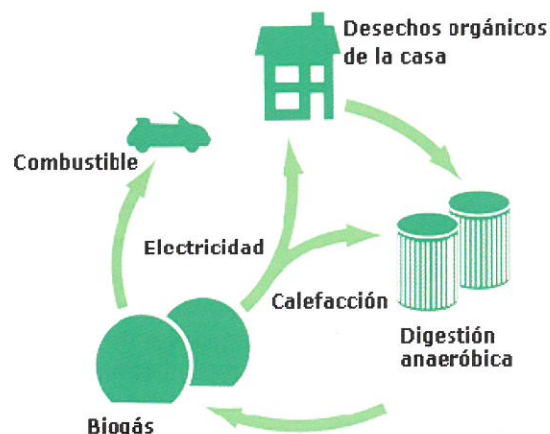 Desechos orgánicos
de la casa
Combustible
Electricidad
Calefacción
Digestión
anaeróbica
Biogás